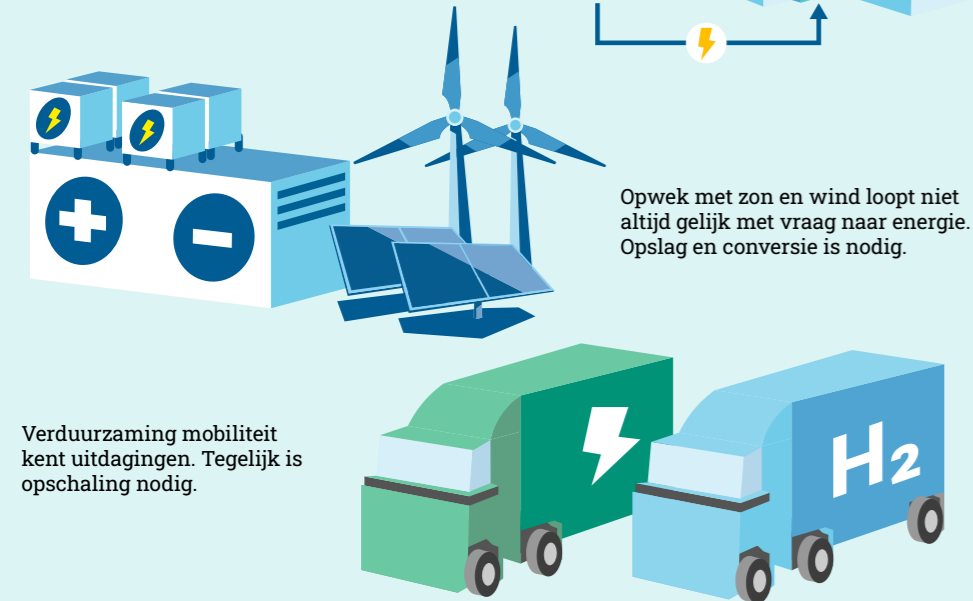 Opwek met zon en wind loopt niet
altijd gelijk met vraag naar energie.
Opslag en conversie is nodig.
Verduurzaming mobiliteit
kent uitdagingen. Tegelijk is
opschaling nodig.
H₂